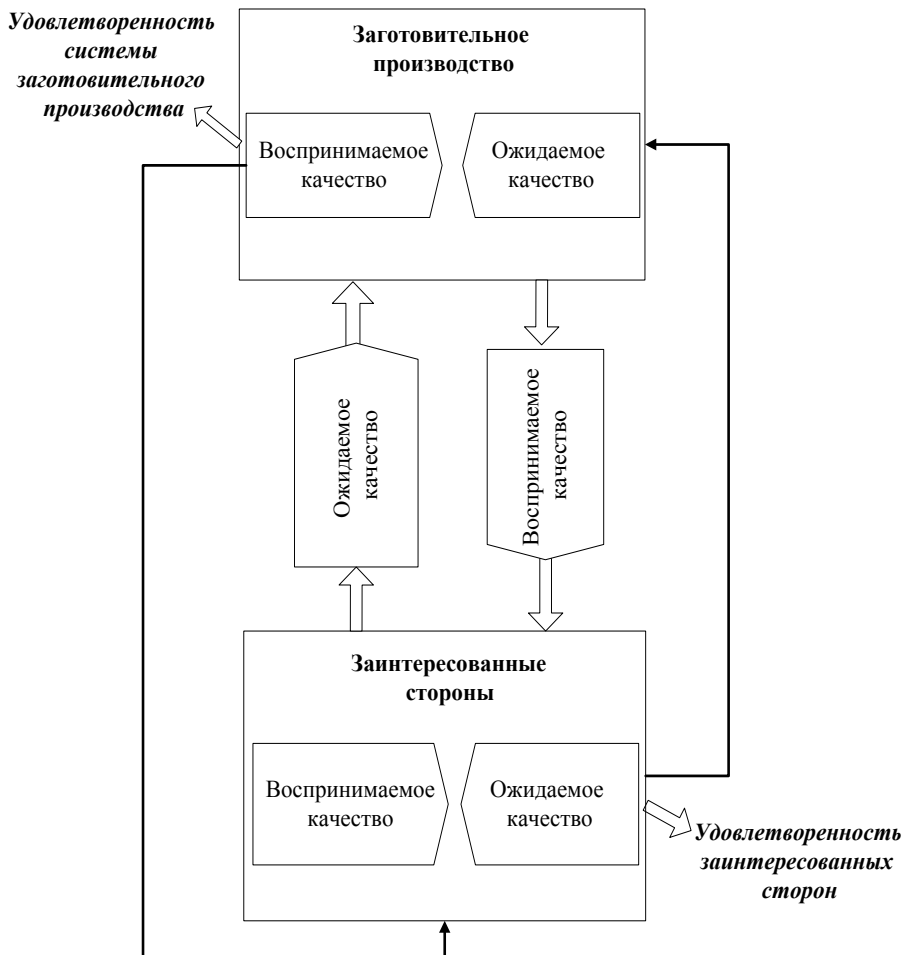 Удовлетворенность
системы
заготовительного
производства
Заготовительное
производство
Воспринимаемое
качество
Ожидаемое
качество
Ожидаемое
качество
Воспринимаемое
качество
Заинтересованные
стороны
Воспринимаемое
качество
Ожидаемое
качество
Удовлетворенность
заинтересованных
сторон